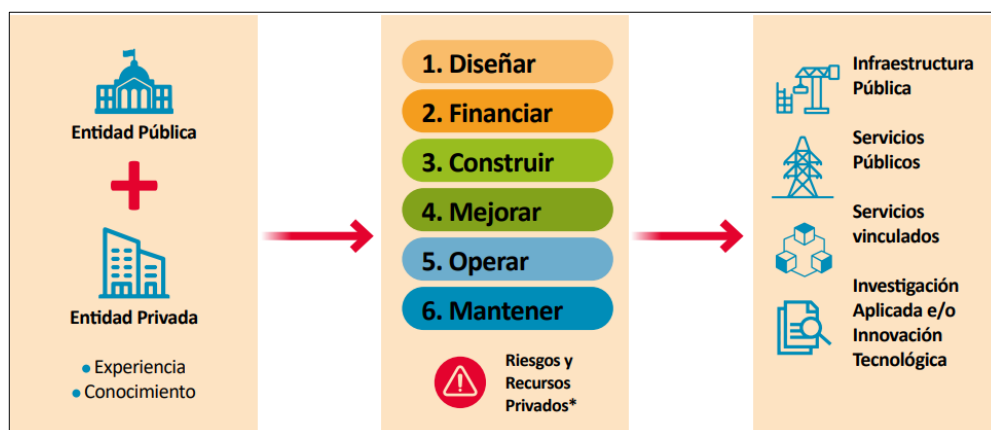 Entidad Pública
Entidad Privada
• Experiencia
• Conocimiento
1. Diseñar
2. Financiar
3. Construir
4. Mejorar
5. Operar
6. Mantener
Riesgos y
Recursos
Privados*
Infraestructura
Pública
Servicios
Públicos
Servicios
vinculados
Investigación
Aplicada e/o
Innovación
Tecnológica